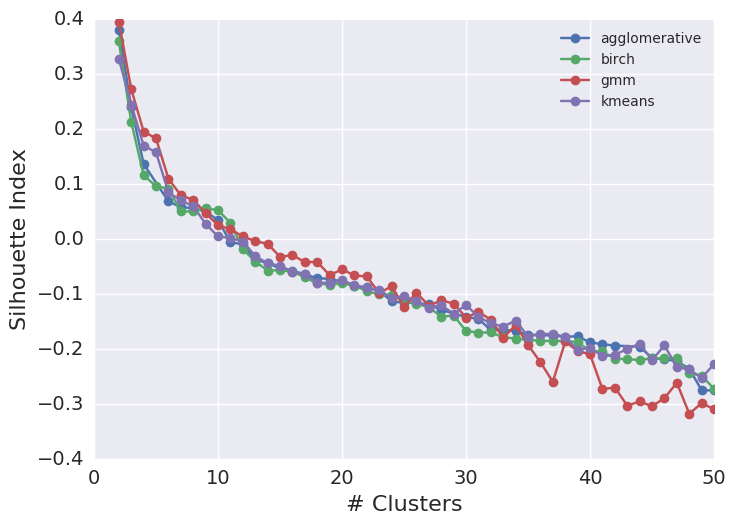 0.4
0.3
0.2
0.1
0.0
−0.1
−0.2
−0.3
−0.4
Silhouette Index
0 10 20 30 40 50
# Clusters
agglomerative
birch
gmm
kmeans